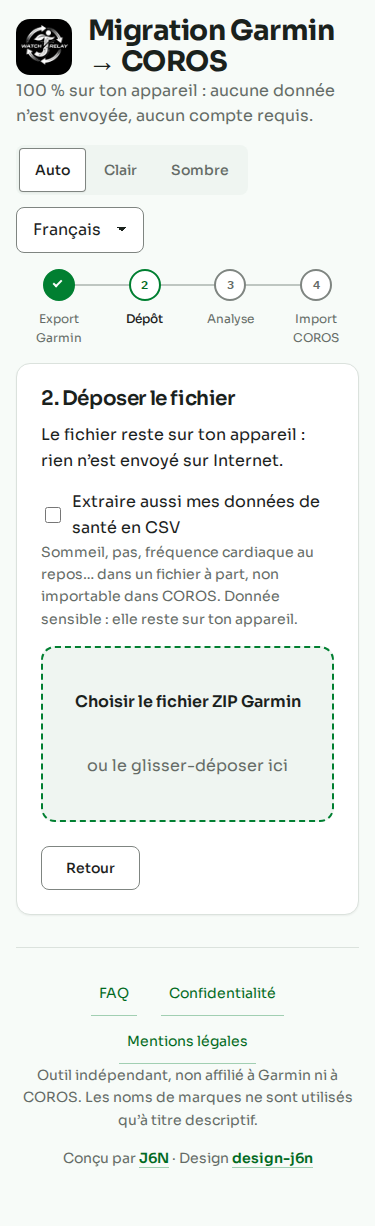 WATCH RELAY
Migration Garmin
→ COROS
100 % sur ton appareil : aucune donnée
n’est envoyée, aucun compte requis.
Auto
Clair
Sombre
Français
2
3
4
Export
Garmin
Dépôt
Analyse
Import
COROS
2. Déposer le fichier
Le fichier reste sur ton appareil :
rien n’est envoyé sur Internet.
Extraire aussi mes données de
santé en CSV
Sommeil, pas, fréquence cardiaque au
repos… dans un fichier à part, non
importable dans COROS. Donnée
sensible : elle reste sur ton appareil.
Choisir le fichier ZIP Garmin
ou le glisser-déposer ici
Retour
FAQ
Confidentialité
Mentions légales
Outil indépendant, non affilié à Garmin ni à
COROS. Les noms de marques ne sont utilisés
qu’à titre descriptif.
Conçu par J6N · Design design-j6n